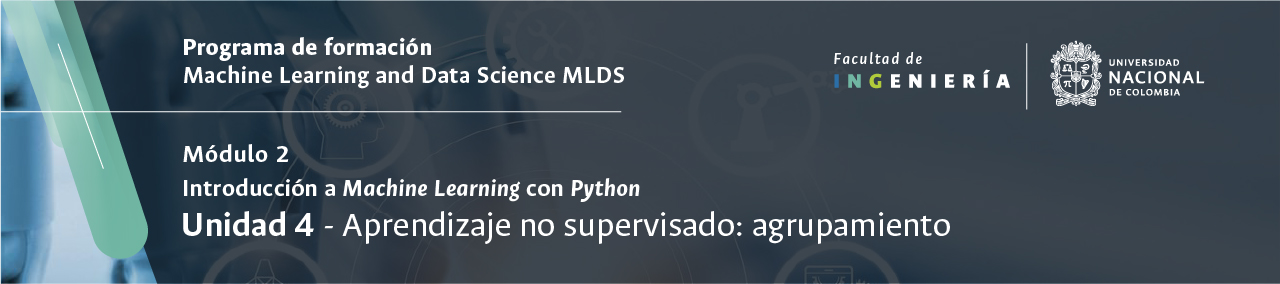 Programa de formación
Machine Learning and Data Science MLDS
Facultad de
INGENIERÍA
UNIVERSIDAD
NACIONAL
DE COLOMBIA
Módulo 2
Introducción a Machine Learning con Python
Unidad 4 - Aprendizaje no supervisado: agrupamiento